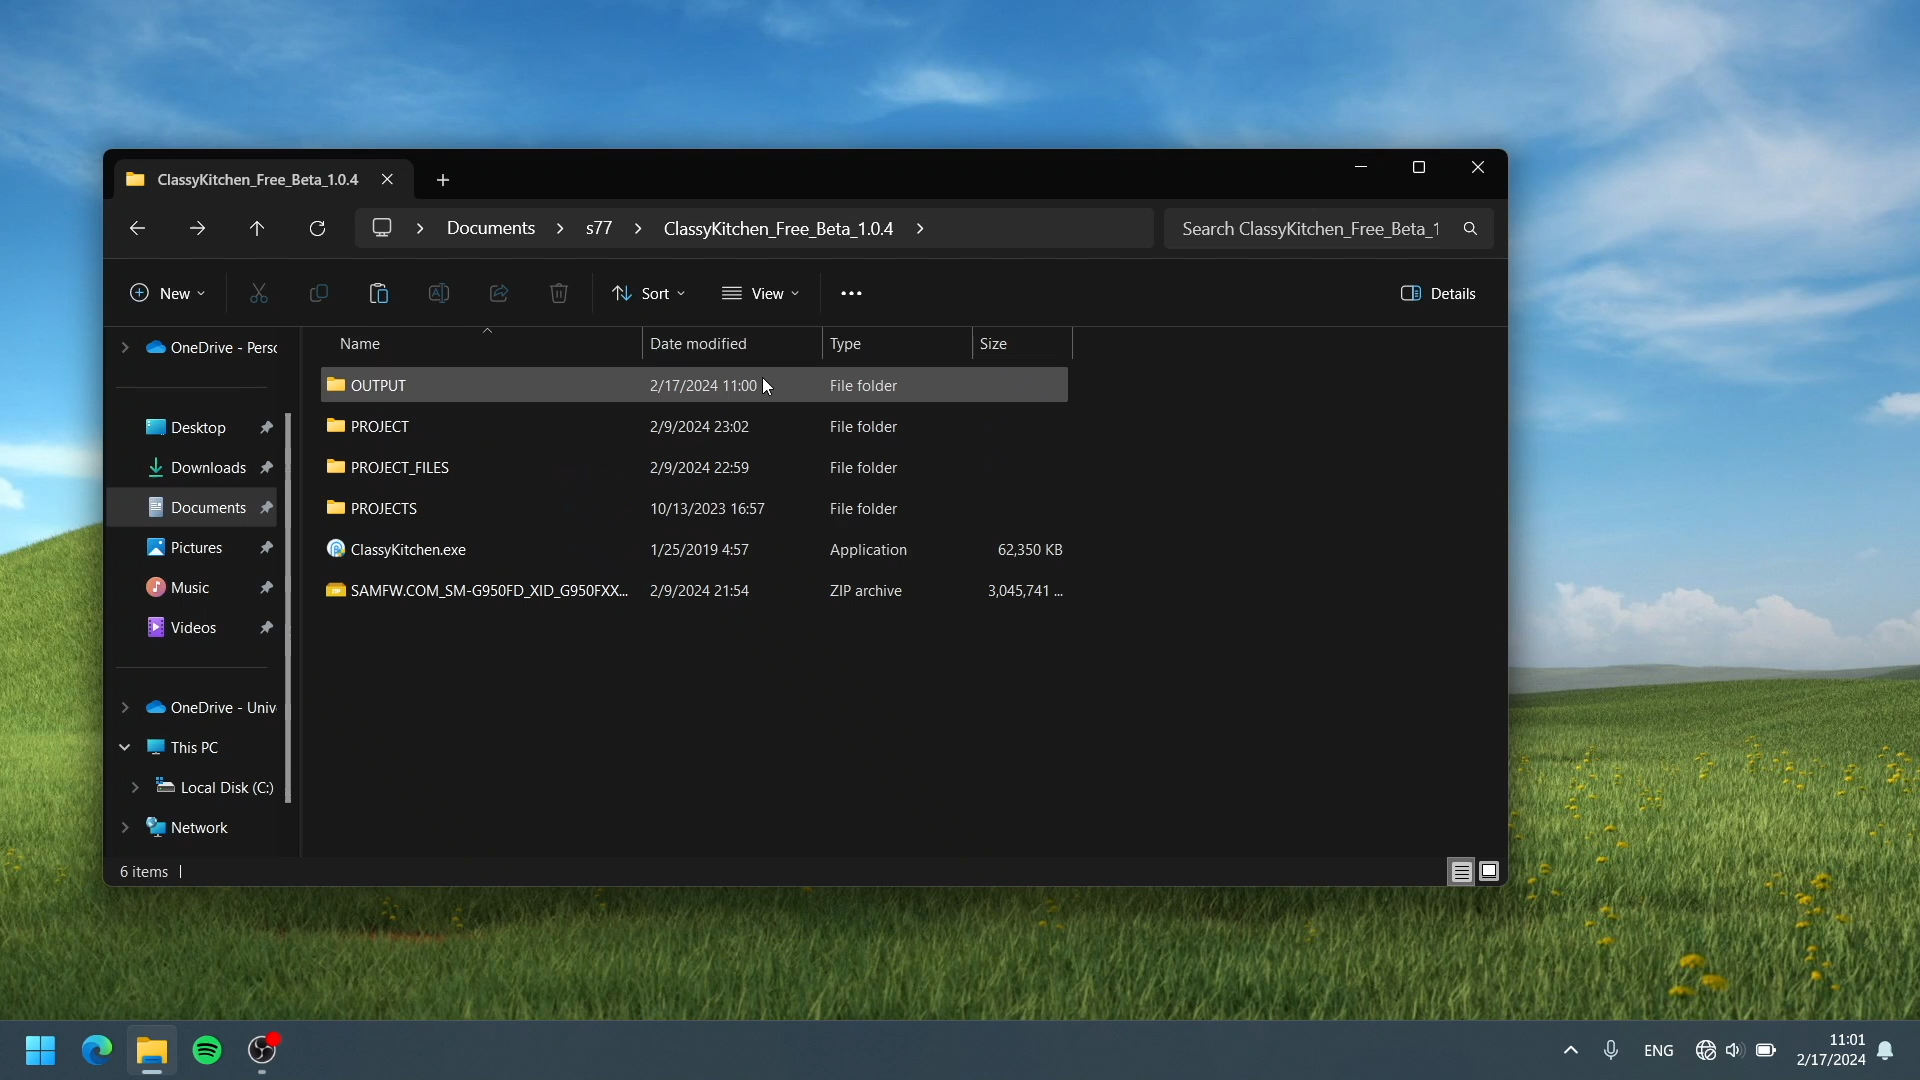 ClassyKitchen_Free_Beta_1.0.4
Documents s77 ClassyKitchen_Free_Beta_1.0.4 Search ClassyKitchen_Free_Beta_1
New Sort View Details
Name Date modified Type Size
OneDrive - Pers
Desktop
Downloads
Documents
Pictures
Music
Videos
OneDrive - Univ
This PC
Local Disk (C:)
Network
OUTPUT 2/17/2024 11:00 File folder
PROJECT 2/9/2024 23:02 File folder
PROJECT_FILES 2/9/2024 22:59 File folder
PROJECTS 10/13/2023 16:57 File folder
ClassyKitchen.exe 1/25/2019 4:57 Application 62,350 KB
SAMFW.COM_SM-G950FD_XID_G950FXX... 2/9/2024 21:54 ZIP archive 3,045,741 ...
6 items
ENG
11:01
2/17/2024